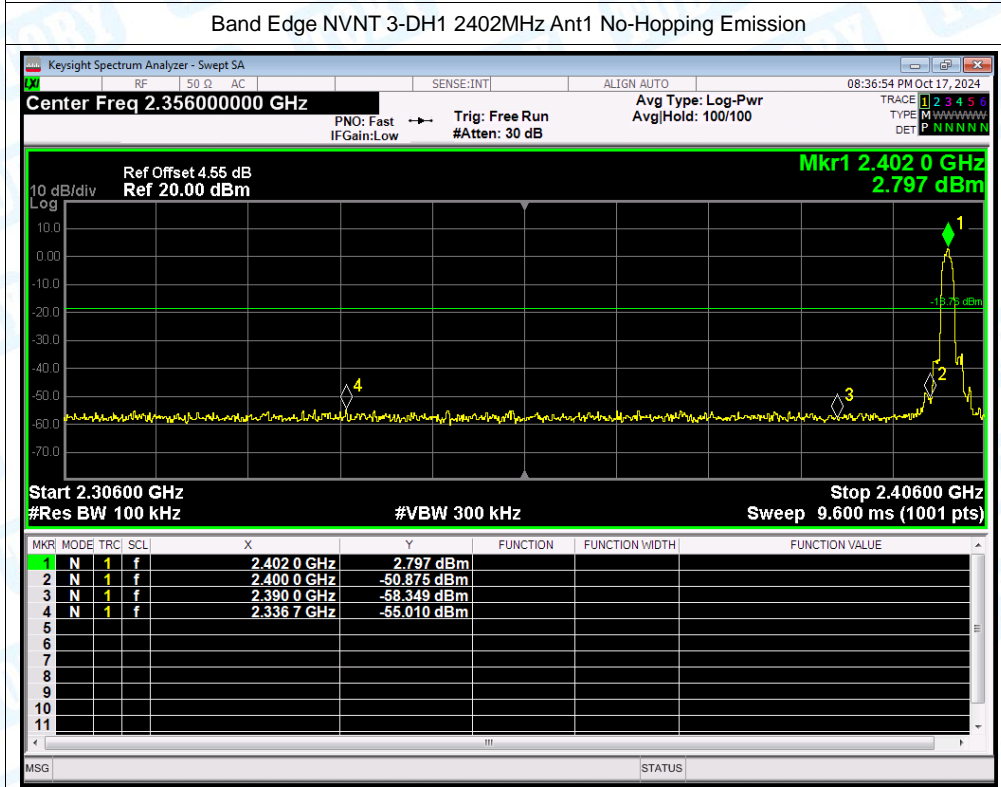 Band Edge NVNT 3-DH1 2402MHz Ant1 No-Hopping Emission
Keysight Spectrum Analyzer - Swept SA
LXI RF 50 Ω AC SENSE:INT ALIGN AUTO 08:36:54 PM Oct 17, 2024
Center Freq 2.356000000 GHz
PNO: Fast
IFGain:Low
Trig: Free Run
#Atten: 30 dB
Avg Type: Log-Pwr
Avg|Hold: 100/100
TRACE 1 2 3 4 5 6
TYPE M WWWWW
DET P N N N N N
Ref Offset 4.55 dB
10 dB/div Ref 20.00 dBm
Log
Mkr1 2.402 0 GHz
2.797 dBm
10.0
0.00
-10.0
-20.0
-30.0
-40.0
-50.0
-60.0
-70.0
1
-18.76 dBm
2
3
4
Start 2.30600 GHz Stop 2.40600 GHz
#Res BW 100 kHz #VBW 300 kHz Sweep 9.600 ms (1001 pts)
MKR MODE TRC SCL X Y FUNCTION FUNCTION WIDTH FUNCTION VALUE
1 N 1 f 2.402 0 GHz 2.797 dBm
2 N 1 f 2.400 0 GHz -50.875 dBm
3 N 1 f 2.390 0 GHz -58.349 dBm
4 N 1 f 2.336 7 GHz -55.010 dBm
5
6
7
8
9
10
11
MSG STATUS